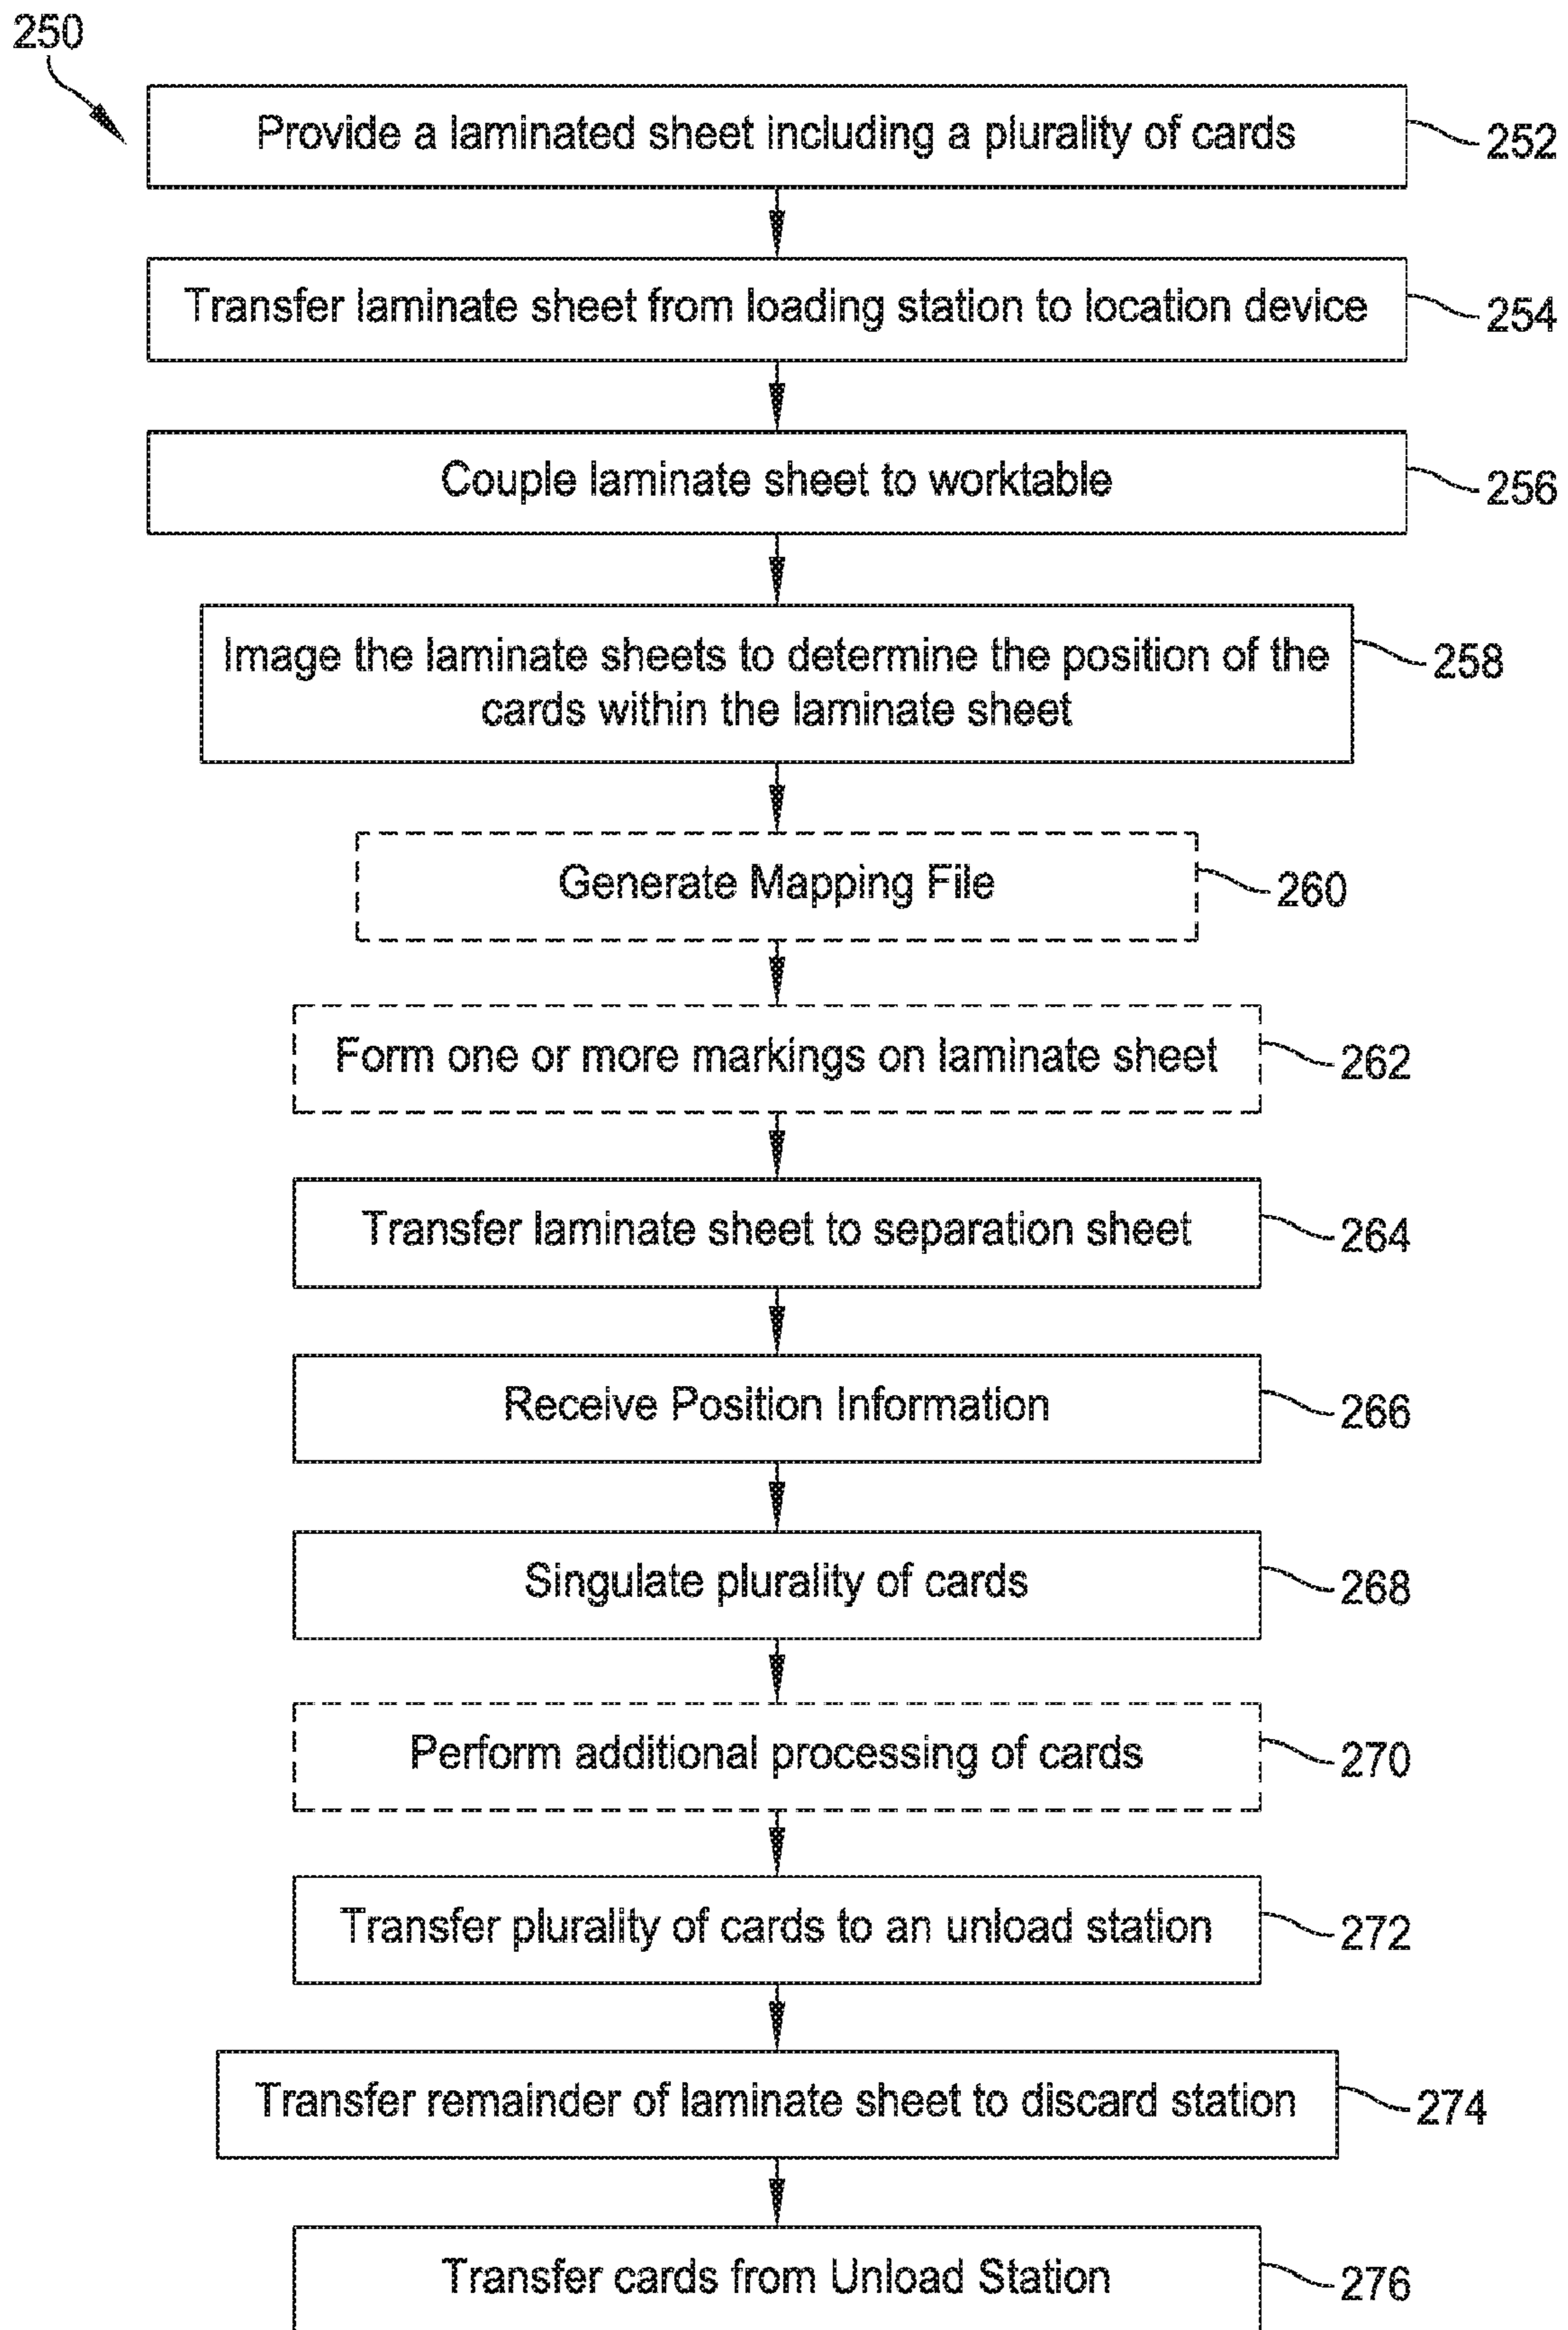 250
Provide a laminated sheet including a plurality of cards
252
Transfer laminate sheet from loading station to location device
254
Couple laminate sheet to worktable
256
Image the laminate sheets to determine the position of the
cards within the laminate sheet
258
Generate Mapping File
260
Form one or more markings on laminate sheet
262
Transfer laminate sheet to separation sheet
264
Receive Position Information
266
Singulate plurality of cards
268
Perform additional processing of cards
270
Transfer plurality of cards to an unload station
272
Transfer remainder of laminate sheet to discard station
274
Transfer cards from Unload Station
276